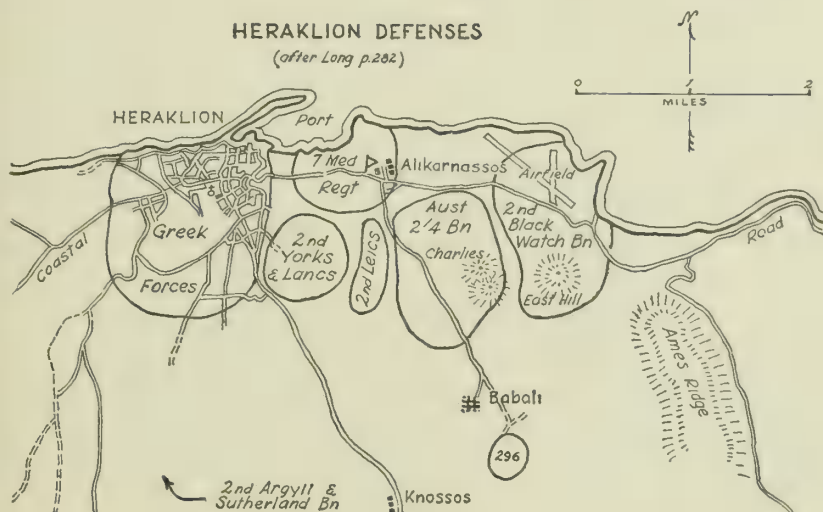 HERAKLION DEFENSES
(after Long p.282)
N
0 1 2
MILES
HERAKLION
Port
7 Med
Regt
Alikarnassos
Airfield
Greek
Forces
Coastal
2nd
Yorks
& Lancs
2nd Leics
Aust
2/4 Bn
Charlies
2nd
Black
Watch Bn
East Hill
Road
Ames Ridge
Babali
296
2nd Argyll &
Sutherland Bn
Knossos